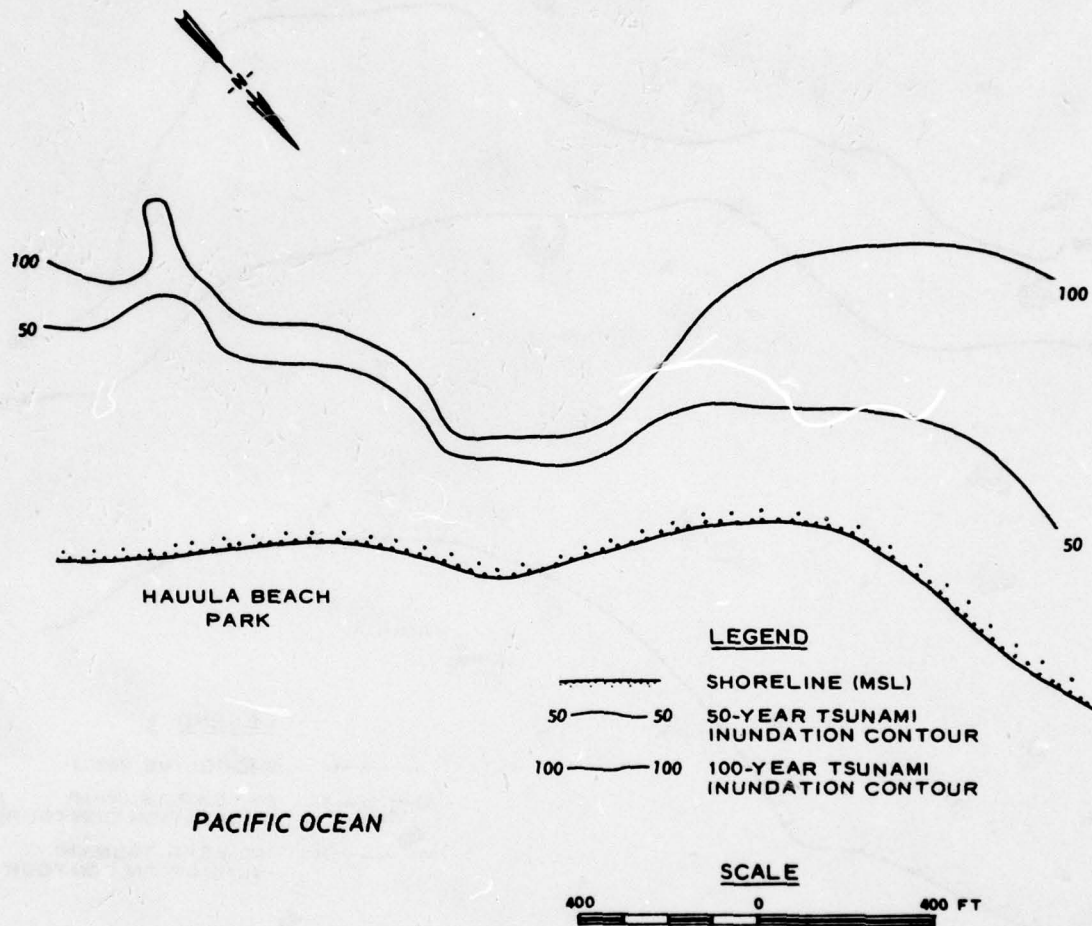 N
100
50
100
50
HAUULA BEACH
PARK
LEGEND
SHORELINE (MSL)
50 50 50-YEAR TSUNAMI
INUNDATION CONTOUR
100 100 100-YEAR TSUNAMI
INUNDATION CONTOUR
PACIFIC OCEAN
SCALE
400 0 400 FT